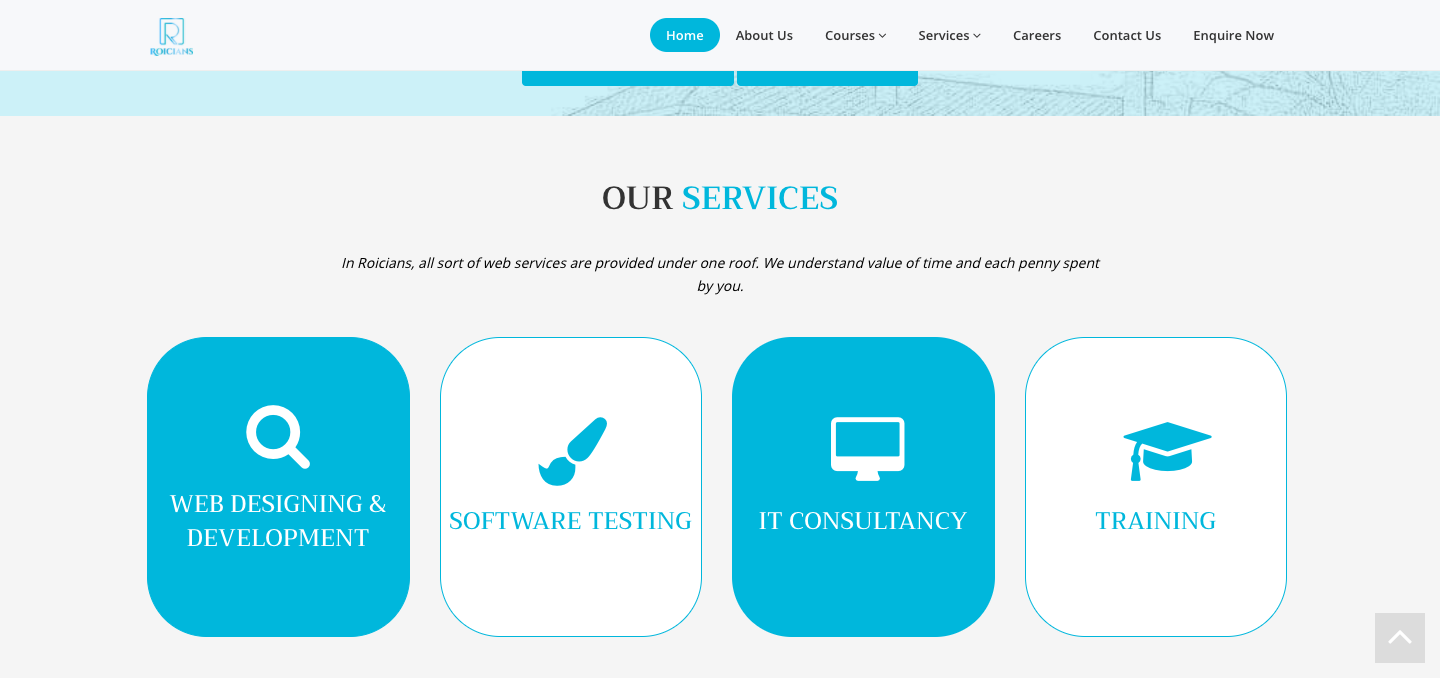 ROICIANS
Home
About Us
Courses
Services
Careers
Contact Us
Enquire Now
OUR SERVICES
In Roicians, all sort of web services are provided under one roof. We understand value of time and each penny spent
by you.
WEB DESIGNING &
DEVELOPMENT
SOFTWARE TESTING
IT CONSULTANCY
TRAINING